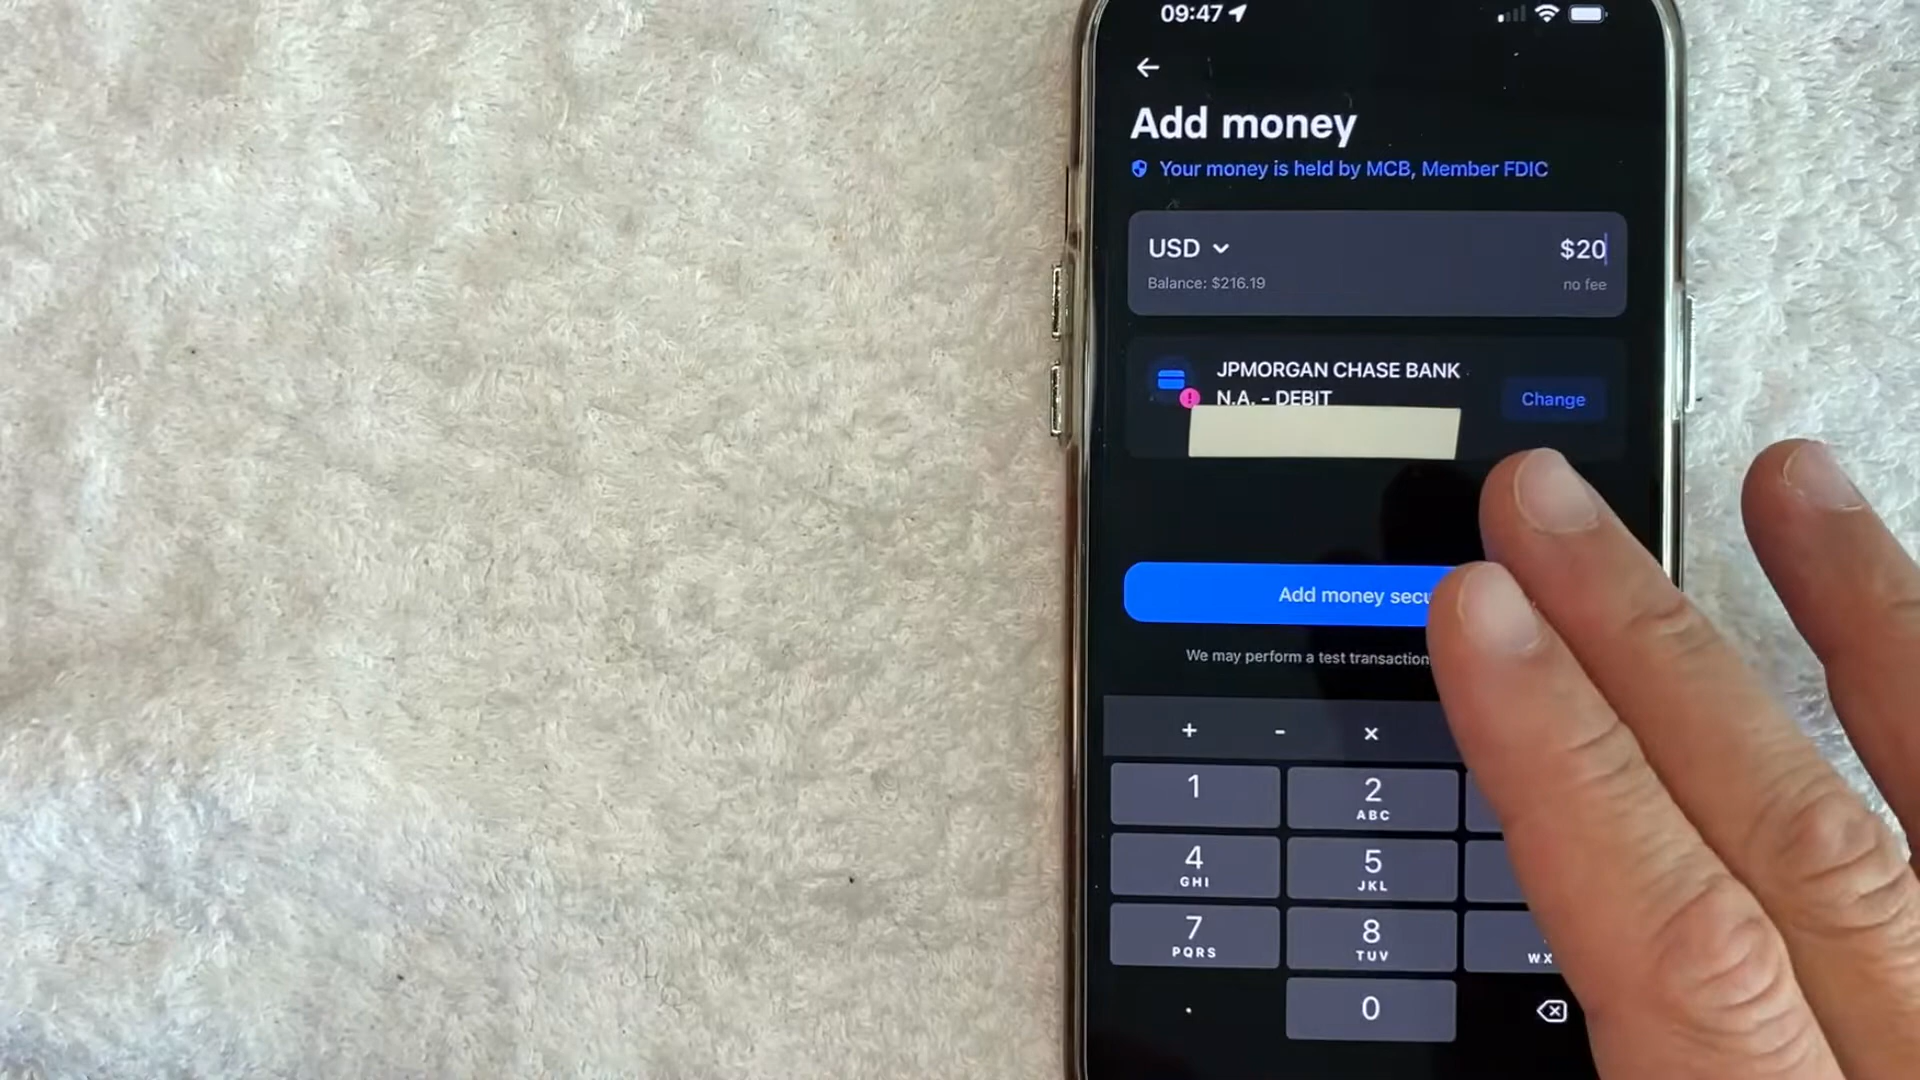 09:47
Add money
Your money is held by MCB, Member FDIC
USD $20
Balance: $216.19 no fee
JPMORGAN CHASE BANK
N.A. - DEBIT
Change
Add money
We may perform a test transaction
+ - ×
1 2
ABC
4 5
GHI JKL
7 8
PQRS TUV WX
. 0